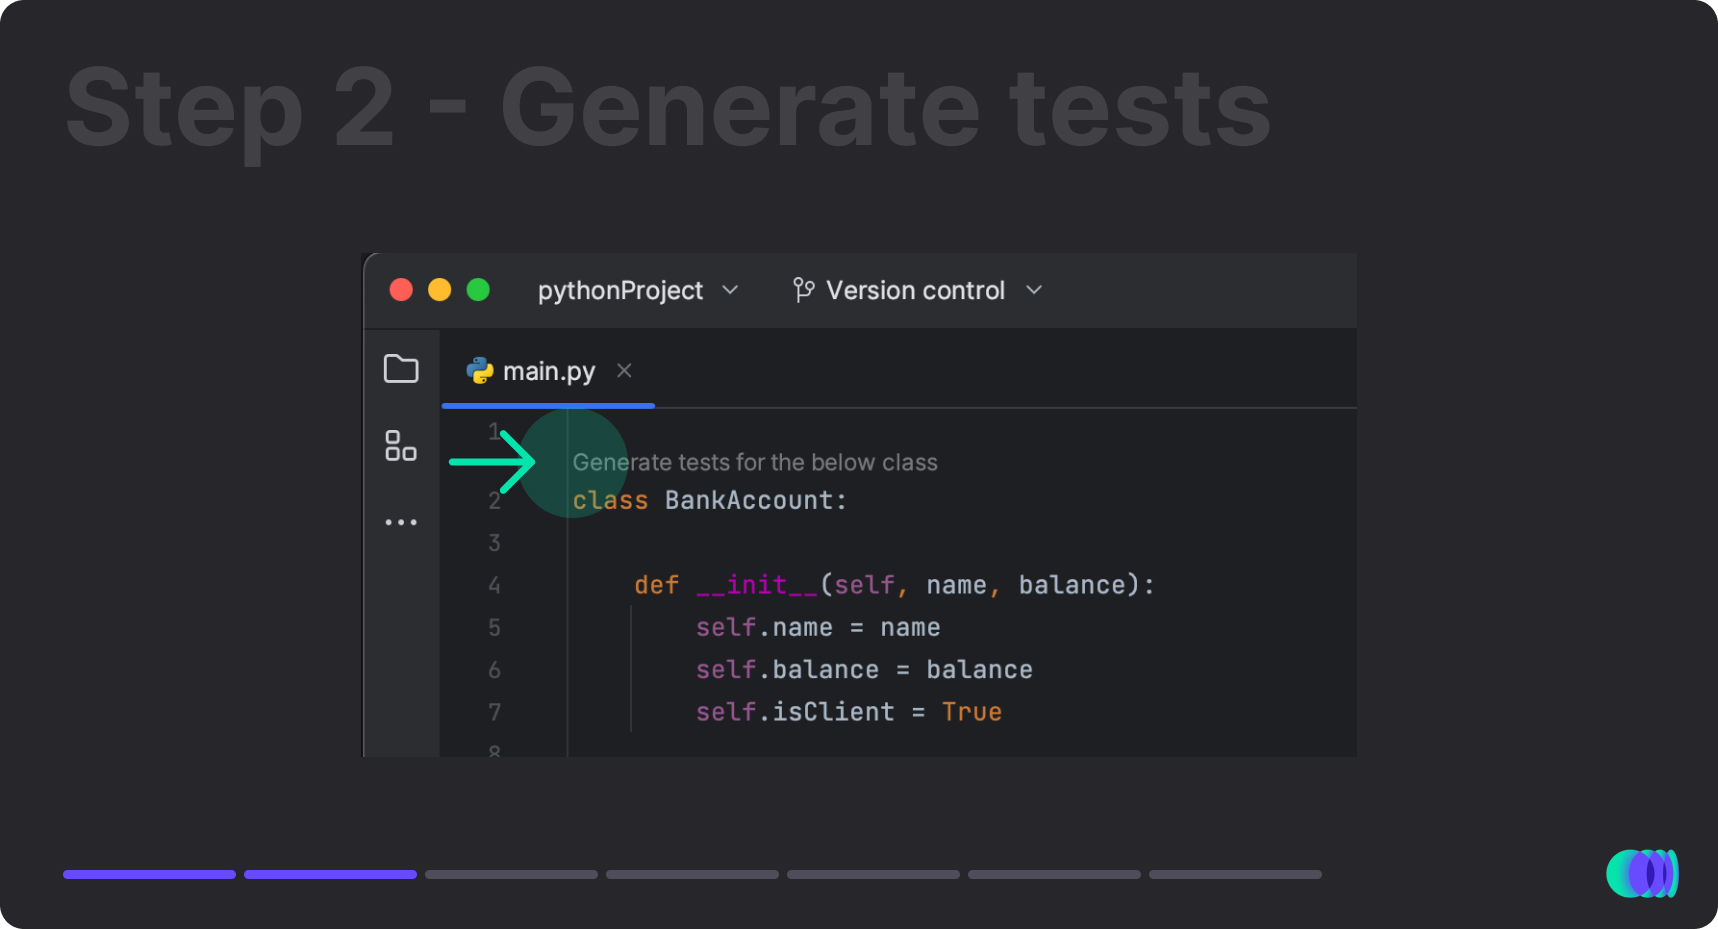 Step 2 - Generate tests
pythonProject Version control
main.py
1
Generate tests for the below class
2 class BankAccount:
3
4 def __init__(self, name, balance):
5 self.name = name
6 self.balance = balance
7 self.isClient = True
8